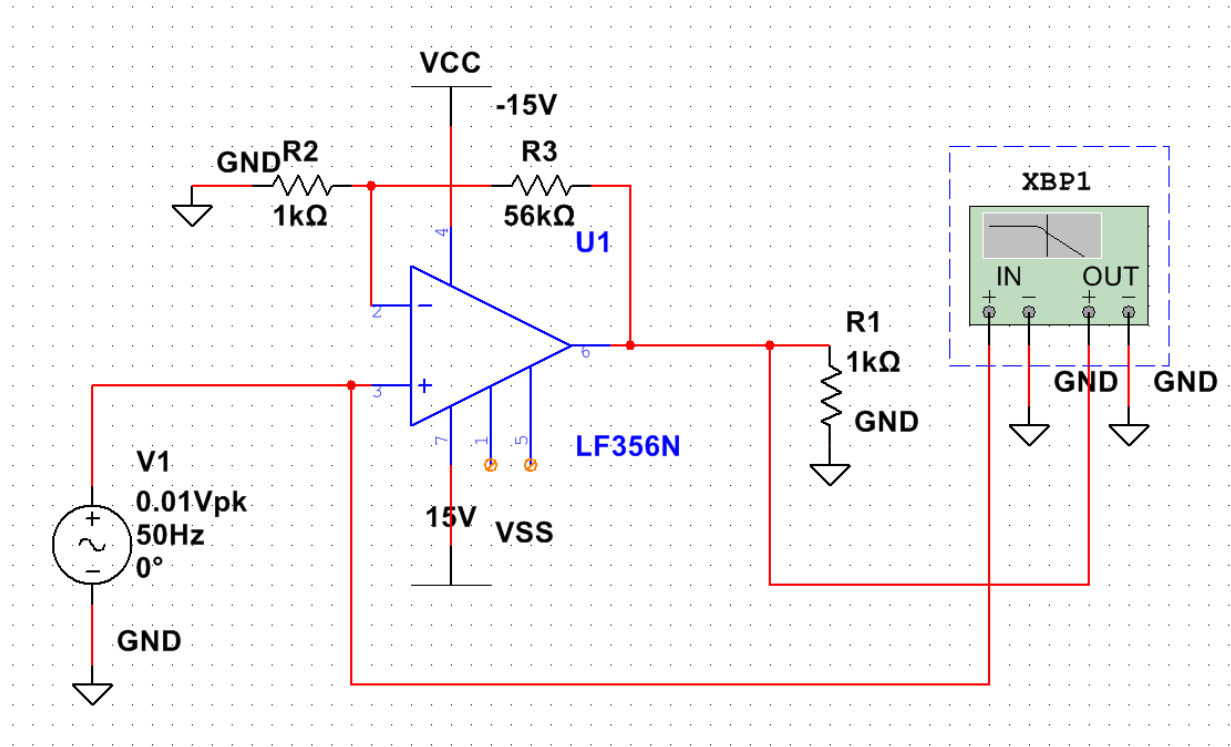 VCC
-15V
GND
R2
R3
1kΩ
56kΩ
U1
4
2
3
6
7
1
5
LF356N
15V
VSS
V1
0.01Vpk
50Hz
0°
GND
R1
1kΩ
GND
XBP1
IN
OUT
+
−
+
−
GND
GND